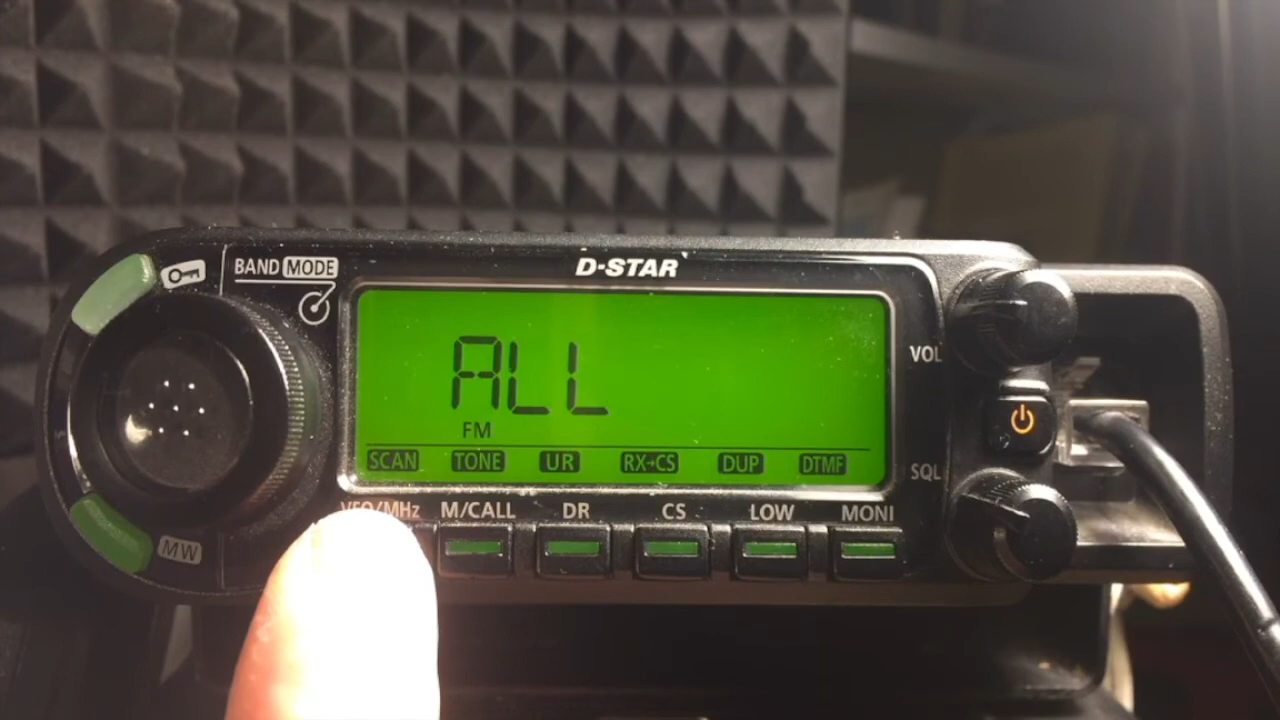 BAND MODE
D-STAR
VOL
ALL
FM
SCAN TONE UR RX→CS DUP DTMF
SQL
VFO/MHz M/CALL DR CS LOW MONI
MW